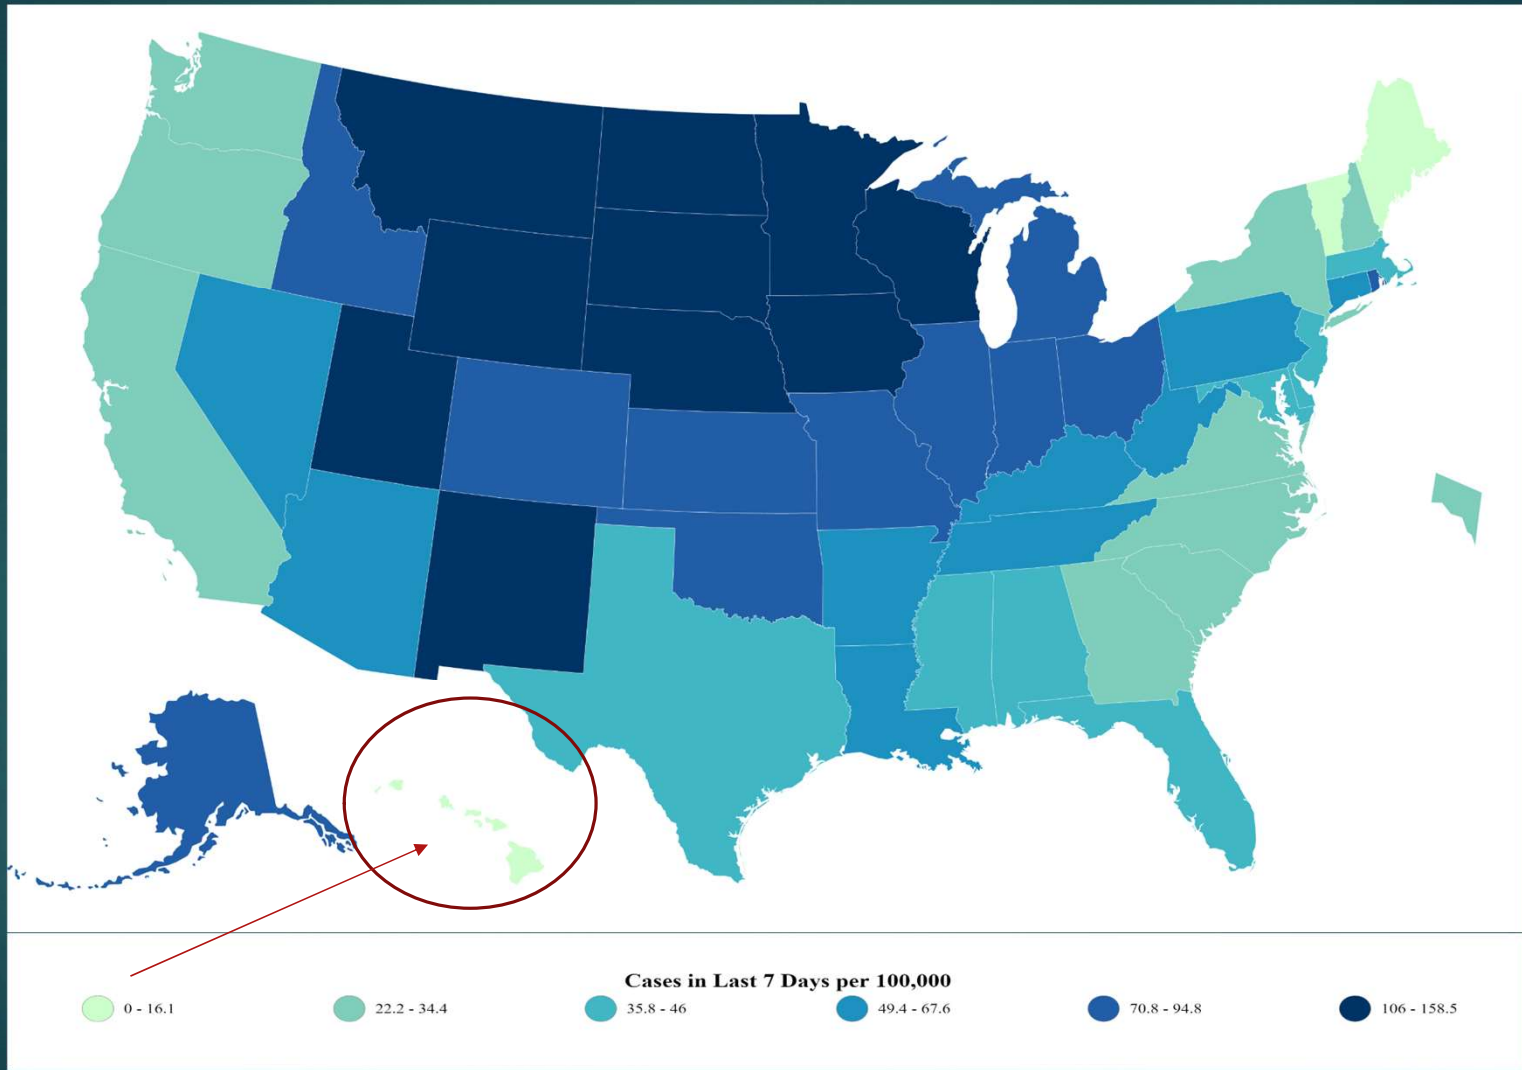 Cases in Last 7 Days per 100,000
0 - 16.1
22.2 - 34.4
35.8 - 46
49.4 - 67.6
70.8 - 94.8
106 - 158.5